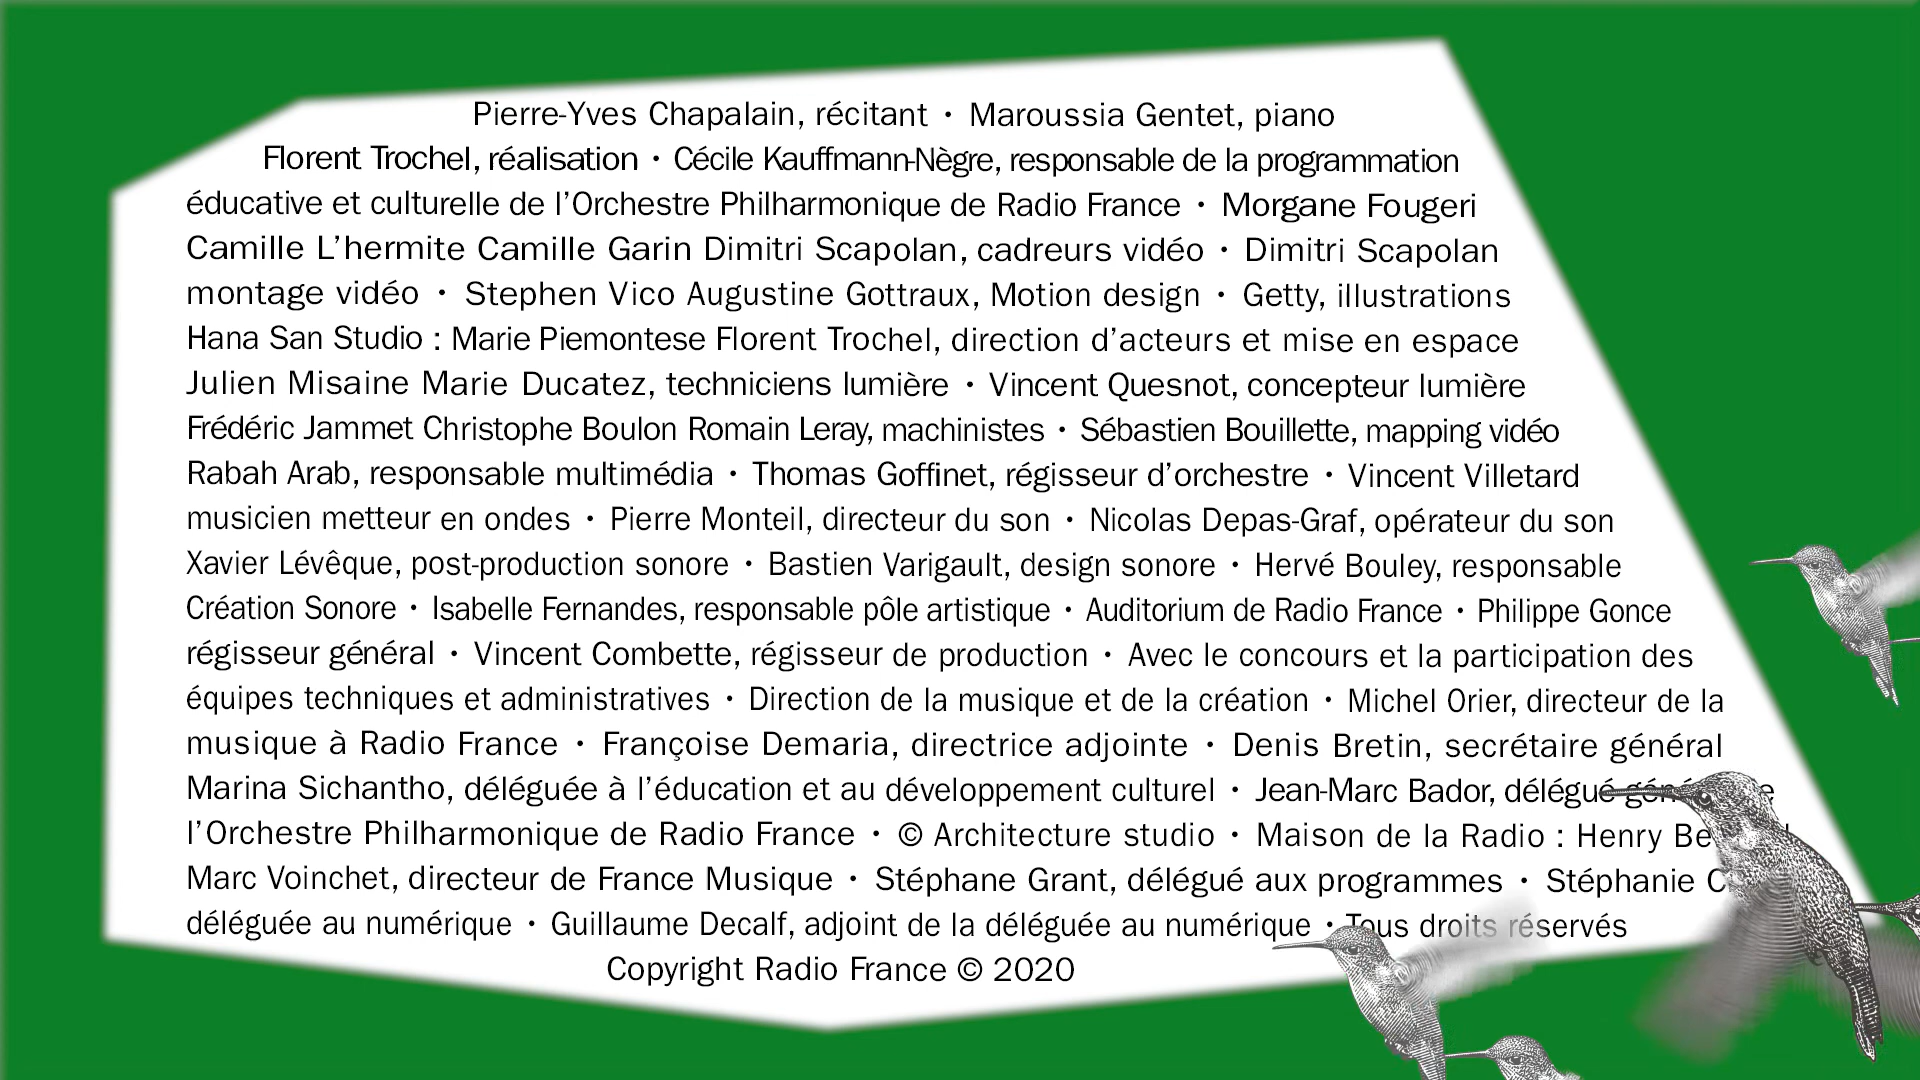 Pierre-Yves Chapalain, récitant • Maroussia Gentet, piano
Florent Trochel, réalisation • Cécile Kauffmann-Nègre, responsable de la programmation
éducative et culturelle de l’Orchestre Philharmonique de Radio France • Morgane Fougeri
Camille L’hermite Camille Garin Dimitri Scapolan, cadreurs vidéo • Dimitri Scapolan
montage vidéo • Stephen Vico Augustine Gottraux, Motion design • Getty, illustrations
Hana San Studio : Marie Piemontese Florent Trochel, direction d’acteurs et mise en espace
Julien Misaine Marie Ducatez, techniciens lumière • Vincent Quesnot, concepteur lumière
Frédéric Jammet Christophe Boulon Romain Leray, machinistes • Sébastien Bouillette, mapping vidéo
Rabah Arab, responsable multimédia • Thomas Goffinet, régisseur d’orchestre • Vincent Villetard
musicien metteur en ondes • Pierre Monteil, directeur du son • Nicolas Depas-Graf, opérateur du son
Xavier Lévêque, post-production sonore • Bastien Varigault, design sonore • Hervé Bouley, responsable
Création Sonore • Isabelle Fernandes, responsable pôle artistique • Auditorium de Radio France • Philippe Gonce
régisseur général • Vincent Combette, régisseur de production • Avec le concours et la participation des
équipes techniques et administratives • Direction de la musique et de la création • Michel Orier, directeur de la
musique à Radio France • Françoise Demaria, directrice adjointe • Denis Bretin, secrétaire général
Marina Sichantho, déléguée à l’éducation et au développement culturel • Jean-Marc Bador, délégué
l’Orchestre Philharmonique de Radio France • © Architecture studio • Maison de la Radio : Henry
Marc Voinchet, directeur de France Musique • Stéphane Grant, délégué aux programmes • Stéphanie
déléguée au numérique • Guillaume Decalf, adjoint de la déléguée au numérique • Tous droits réservés
Copyright Radio France © 2020